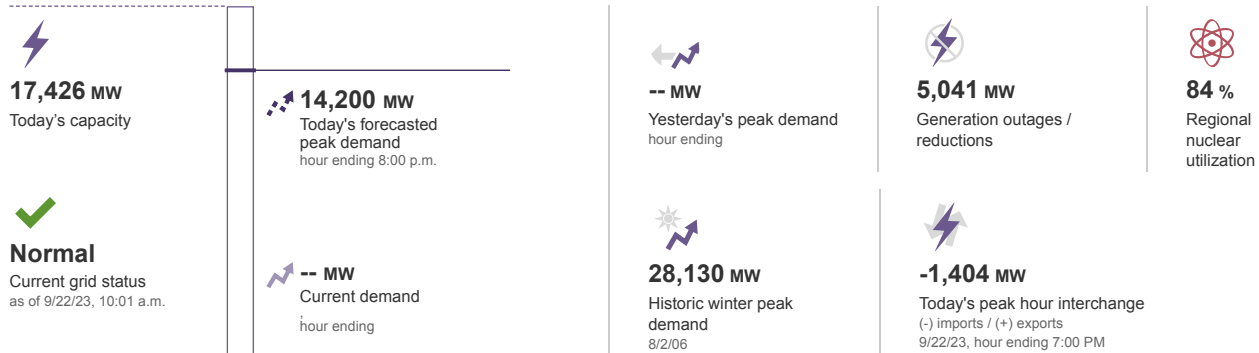 17,426 MW
Today's capacity
14,200 MW
Today's forecasted
peak demand
hour ending 8:00 p.m.
Normal
Current grid status
as of 9/22/23, 10:01 a.m.
-- MW
Current demand
,
hour ending
-- MW
Yesterday's peak demand
hour ending
5,041 MW
Generation outages /
reductions
84 %
Regional
nuclear
utilization
28,130 MW
Historic winter peak
demand
8/2/06
-1,404 MW
Today's peak hour interchange
(-) imports / (+) exports
9/22/23, hour ending 7:00 PM